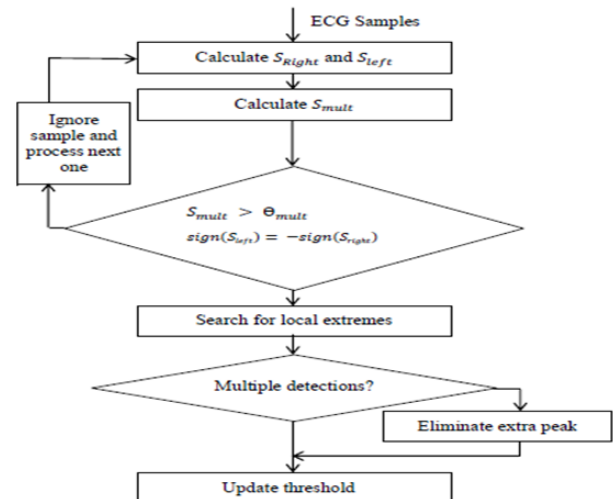 ECG Samples
Calculate S_Right and S_left
Calculate S_mult
Ignore
sample and
process next
one
S_mult > Θ_mult
sign(S_left) = −sign(S_right)
Search for local extremes
Multiple detections?
Eliminate extra peak
Update threshold